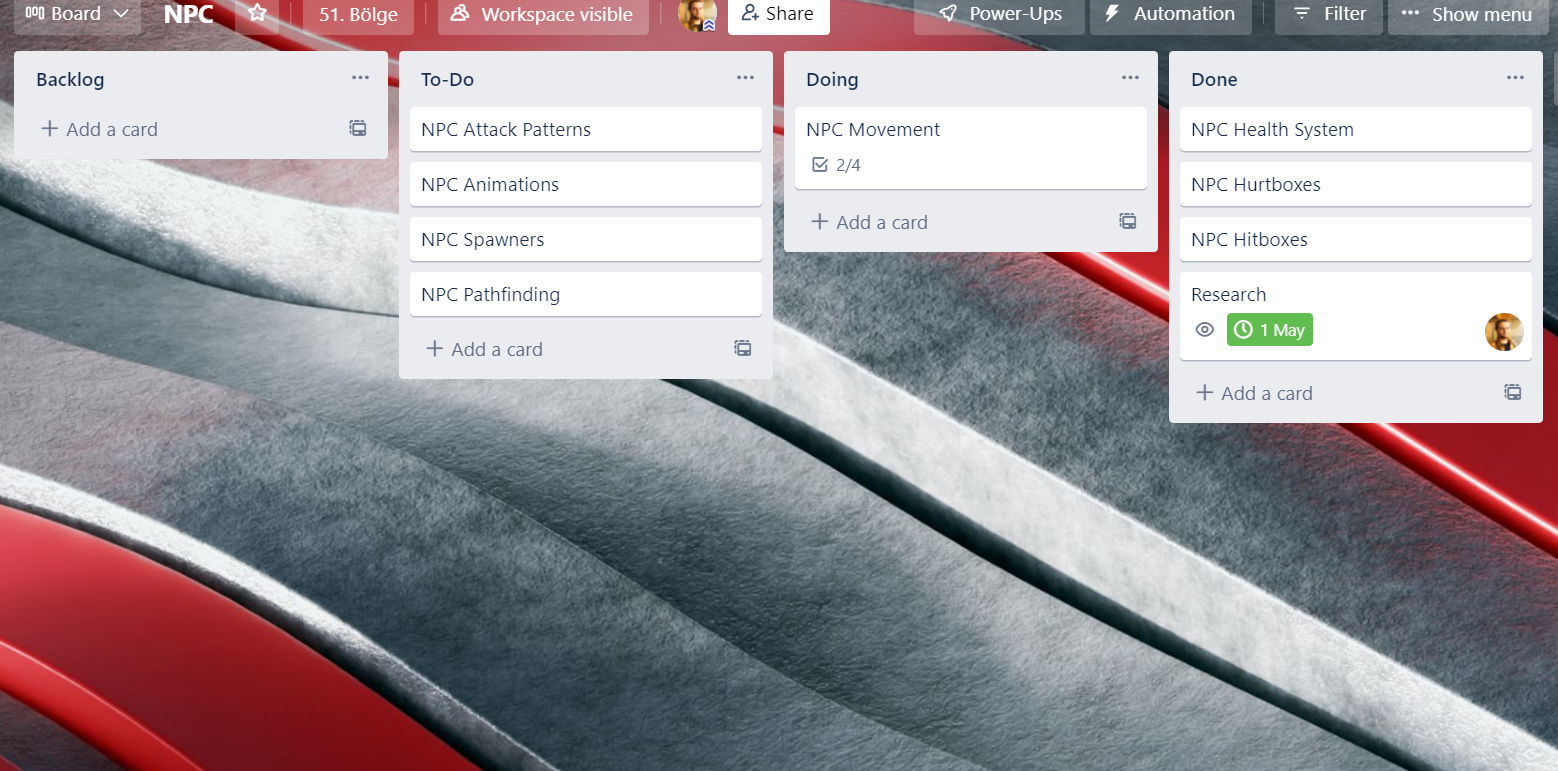 Board
NPC
51. Bölge
Workspace visible
Share
Power-Ups
Automation
Filter
Show menu
Backlog
Add a card
To-Do
NPC Attack Patterns
NPC Animations
NPC Spawners
NPC Pathfinding
Add a card
Doing
NPC Movement
2/4
Add a card
Done
NPC Health System
NPC Hurtboxes
NPC Hitboxes
Research
1 May
Add a card